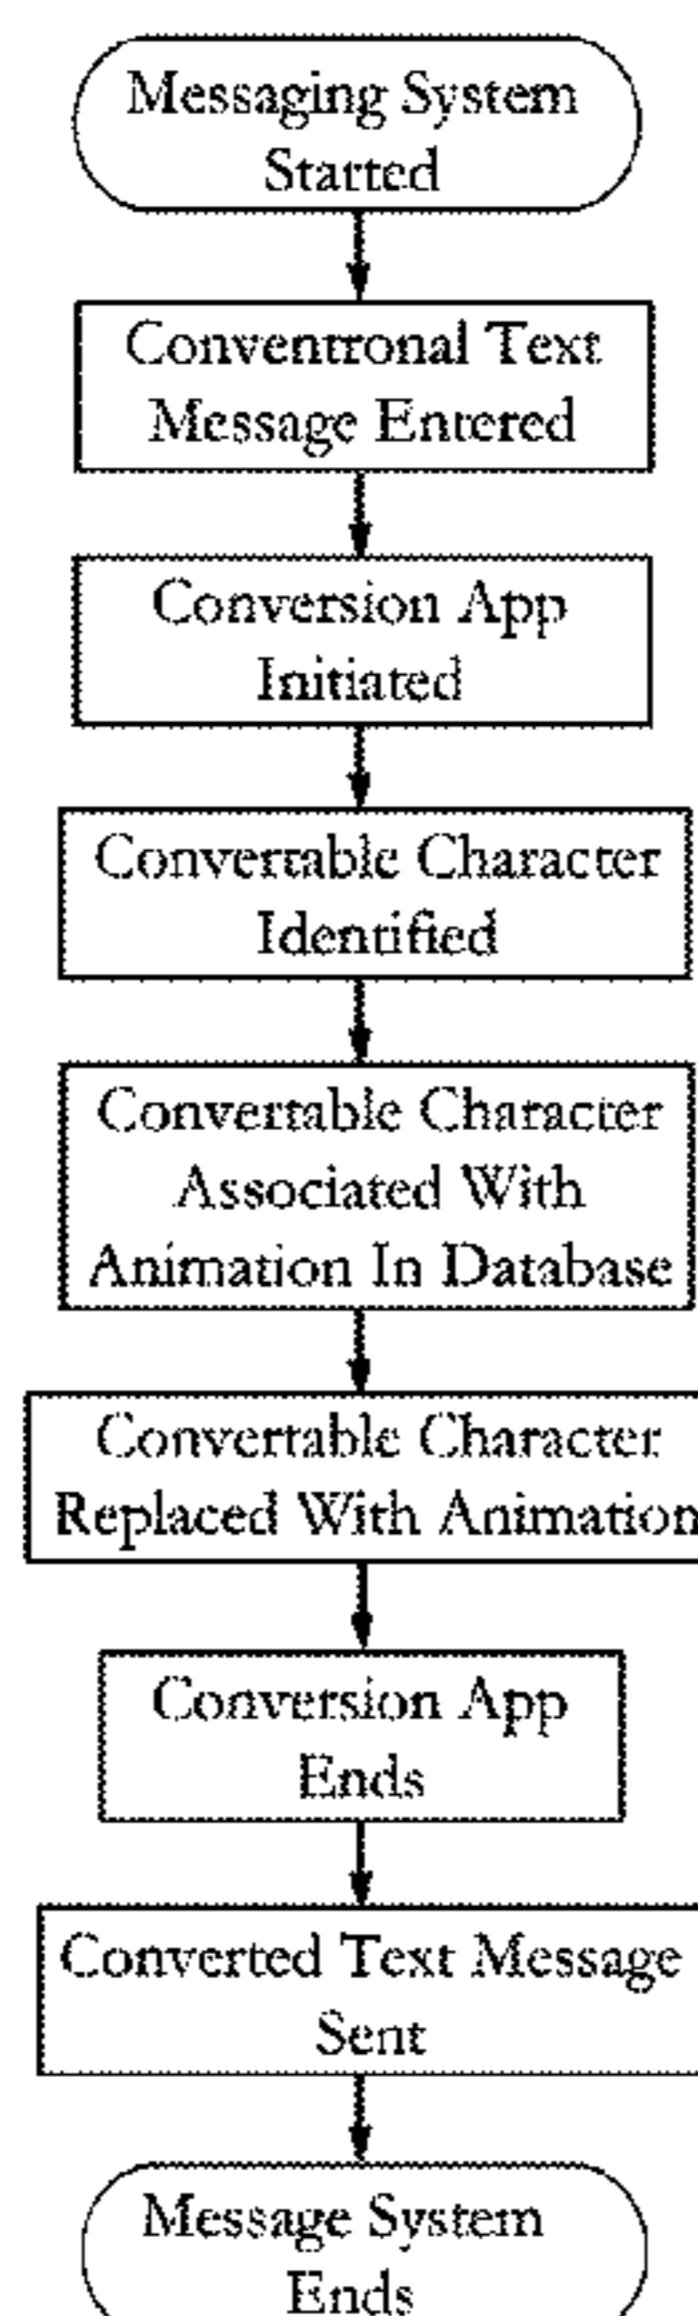 Messaging System
Started
Conventronal Text
Message Entered
Conversion App
Initiated
Convertable Character
Identified
Convertable Character
Associated With
Animation In Database
Convertable Character
Replaced With Animation
Conversion App
Ends
Converted Text Message
Sent
Message System
Ends